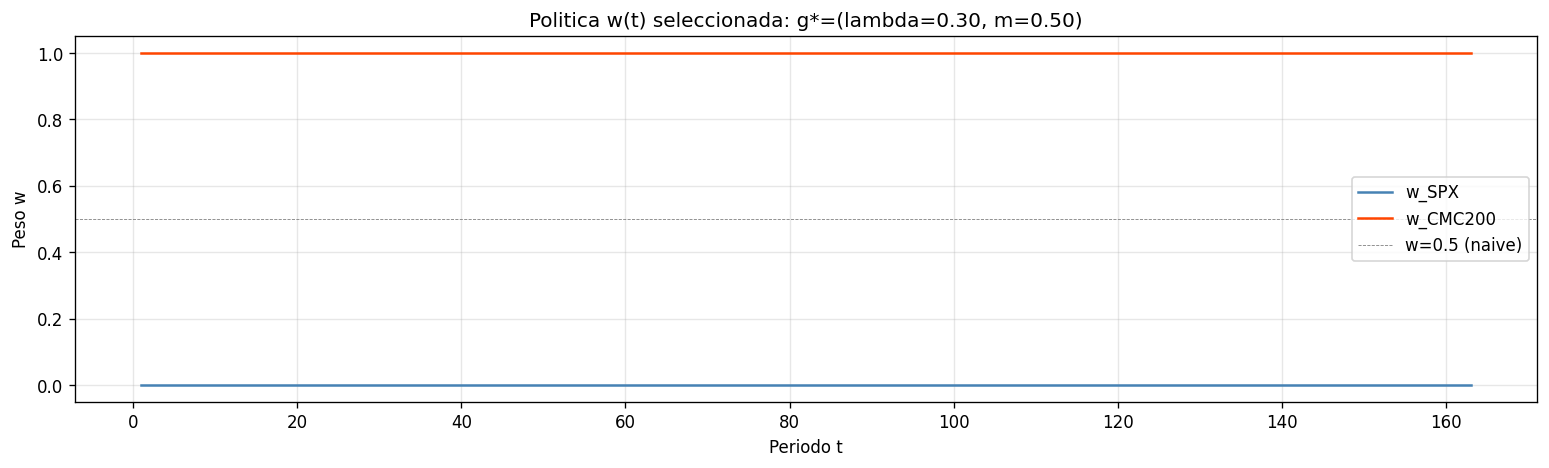 Politica w(t) seleccionada: g*=(lambda=0.30, m=0.50)
1.0
0.8
0.6
0.4
0.2
0.0
Peso w
w_SPX
w_CMC200
w=0.5 (naive)
0 20 40 60 80 100 120 140 160
Periodo t